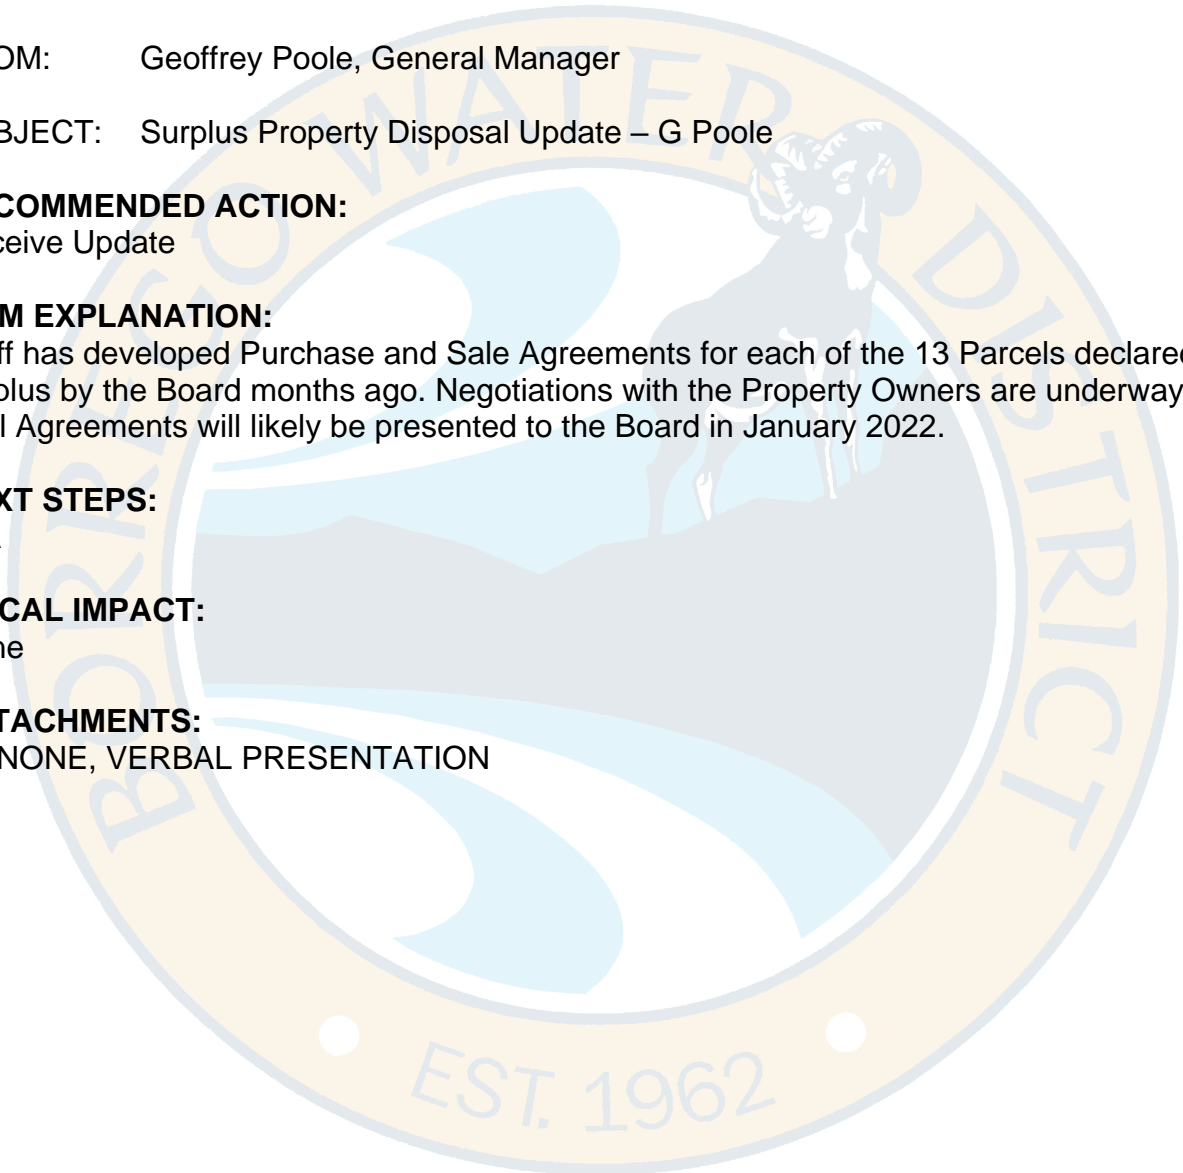 OM: Geoffrey Poole, General Manager
BJECT: Surplus Property Disposal Update – G Poole
COMMENDED ACTION:
ceive Update
M EXPLANATION:
ff has developed Purchase and Sale Agreements for each of the 13 Parcels declared
plus by the Board months ago. Negotiations with the Property Owners are underway
l Agreements will likely be presented to the Board in January 2022.
XT STEPS:
CAL IMPACT:
ne
TACHMENTS:
NONE, VERBAL PRESENTATION
BORREGO WATER DISTRICT
EST. 1962